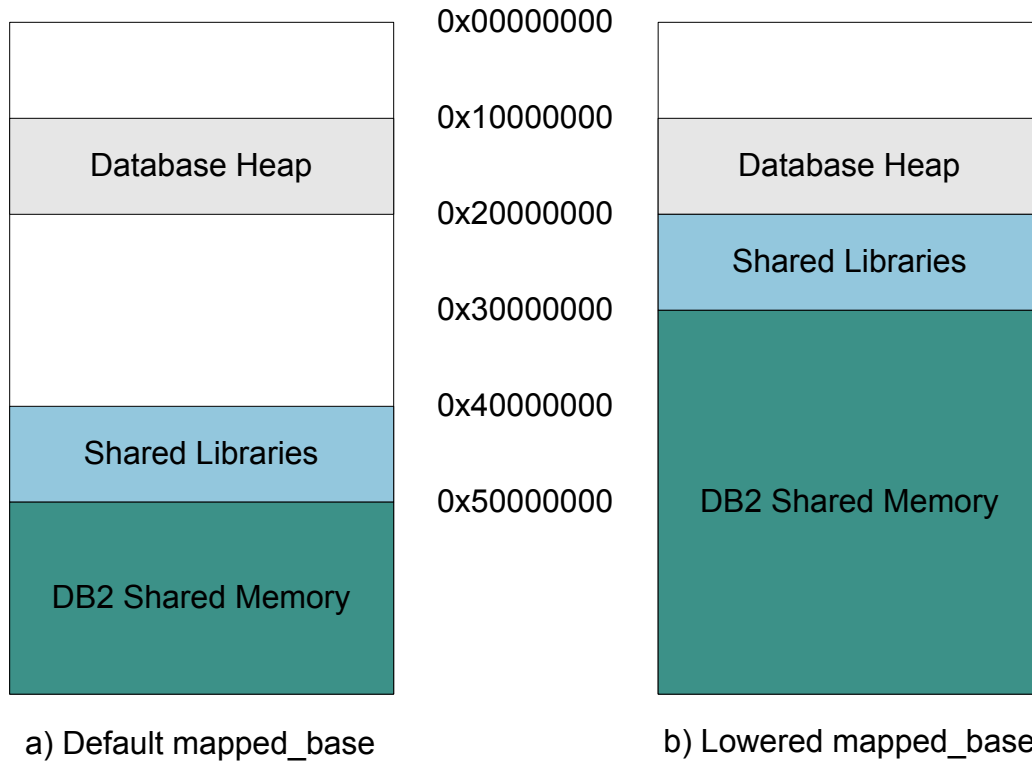 0x00000000
0x10000000
Database Heap
Database Heap
0x20000000
Shared Libraries
0x30000000
0x40000000
Shared Libraries
0x50000000
DB2 Shared Memory
DB2 Shared Memory
a) Default mapped_base
b) Lowered mapped_base